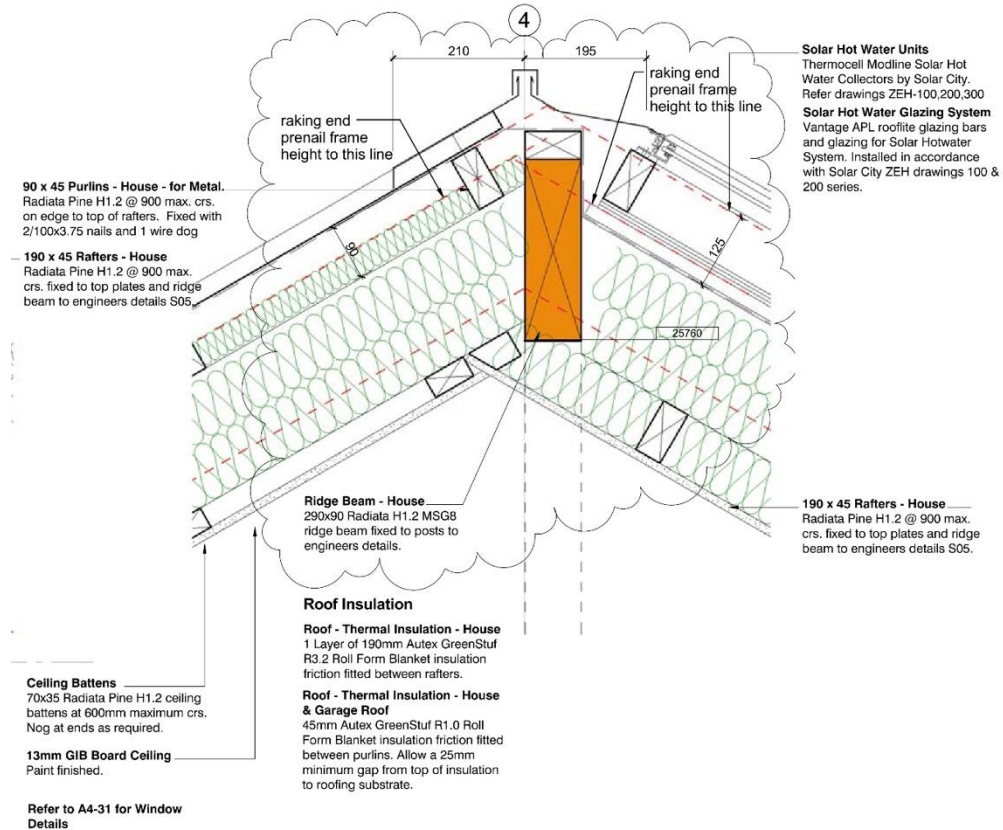 4
210
195
raking end
prenail frame
height to this line
raking end
prenail frame
height to this line
90
125
25760
Solar Hot Water Units
Thermocell Modline Solar Hot
Water Collectors by Solar City.
Refer drawings ZEH-100,200,300
Solar Hot Water Glazing System
Vantage APL rooflite glazing bars
and glazing for Solar Hotwater
System. Installed in accordance
with Solar City ZEH drawings 100 &
200 series.
90 x 45 Purlins - House - for Metal.
Radiata Pine H1.2 @ 900 max. crs.
on edge to top of rafters. Fixed with
2/100x3.75 nails and 1 wire dog
190 x 45 Rafters - House
Radiata Pine H1.2 @ 900 max.
crs. fixed to top plates and ridge
beam to engineers details S05.
Ridge Beam - House
290x90 Radiata H1.2 MSG8
ridge beam fixed to posts to
engineers details.
190 x 45 Rafters - House
Radiata Pine H1.2 @ 900 max.
crs. fixed to top plates and ridge
beam to engineers details S05.
Roof Insulation
Roof - Thermal Insulation - House
1 Layer of 190mm Autex GreenStuf
R3.2 Roll Form Blanket insulation
friction fitted between rafters.
Roof - Thermal Insulation - House
& Garage Roof
45mm Autex GreenStuf R1.0 Roll
Form Blanket insulation friction fitted
between purlins. Allow a 25mm
minimum gap from top of insulation
to roofing substrate.
Ceiling Battens
70x35 Radiata Pine H1.2 ceiling
battens at 600mm maximum crs.
Nog at ends as required.
13mm GIB Board Ceiling
Paint finished.
Refer to A4-31 for Window
Details